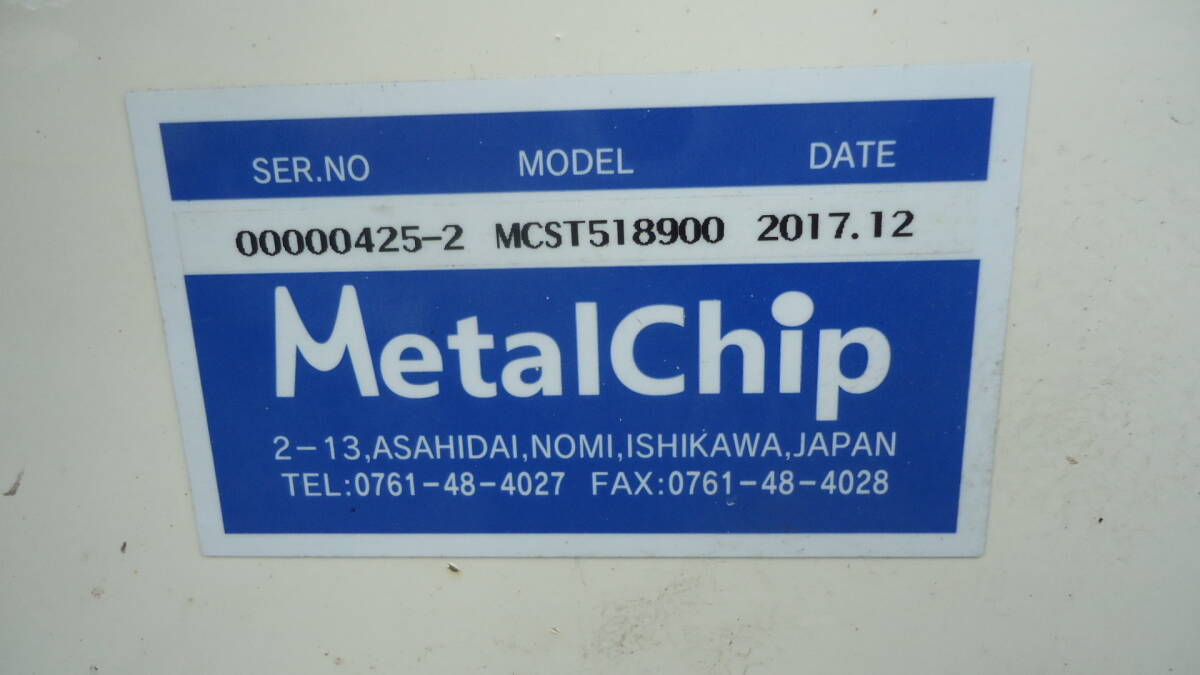 SER.NO MODEL DATE
00000425-2 MCST518900 2017.12
MetalChip
2-13,ASAHIDAI,NOMI,ISHIKAWA,JAPAN
TEL:0761-48-4027 FAX:0761-48-4028